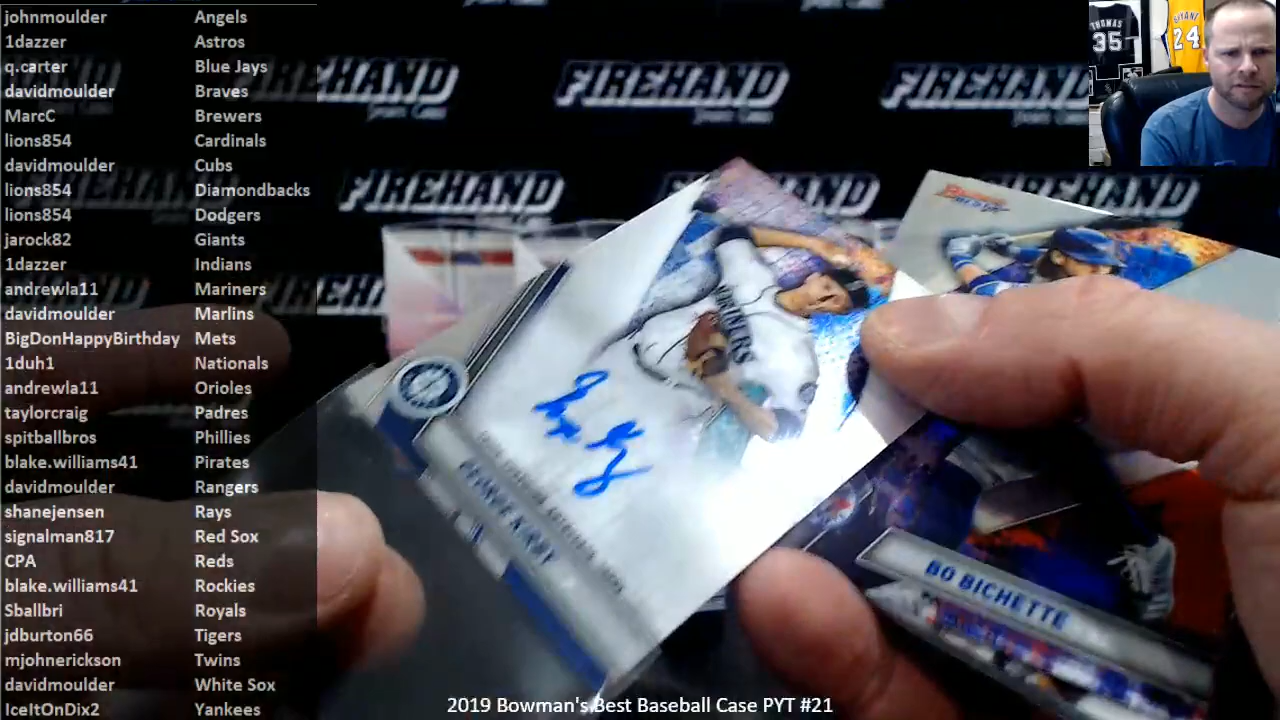 johnmoulder Angels
1dazzer Astros
q.carter Blue Jays
davidmoulder Braves
MarcC Brewers
lions854 Cardinals
davidmoulder Cubs
lions854 Diamondbacks
lions854 Dodgers
jarock82 Giants
1dazzer Indians
andrewla11 Mariners
davidmoulder Marlins
BigDonHappyBirthday Mets
1duh1 Nationals
andrewla11 Orioles
taylorcraig Padres
spitballbros Phillies
blake.williams41 Pirates
davidmoulder Rangers
shanejensen Rays
signalman817 Red Sox
CPA Reds
blake.williams41 Rockies
Sballbri Royals
jdburton66 Tigers
mjohnerickson Twins
davidmoulder White Sox
IceItOnDix2 Yankees
FIREHAND
FIREHAND
FIREHAND
FIREHAND
THOMAS
35
BRYANT
24
BO BICHETTE
2019 Bowman's Best Baseball Case PYT #21